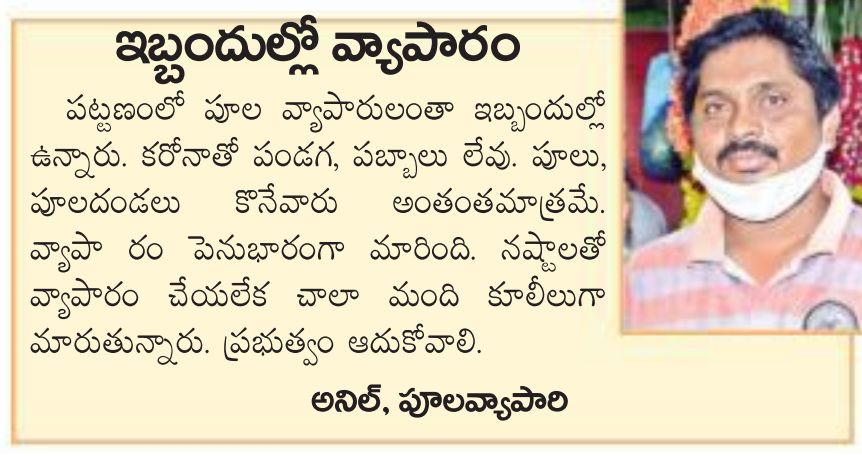 ఇబ్బందుల్లో వ్యాపారం
పట్టణంలో పూల వ్యాపారులంతా ఇబ్బందుల్లో
ఉన్నారు. కరోనాతో పండగ, పబ్బాలు లేవు. పూలు,
పూలదండలు కొనేవారు అంతంతమాత్రమే.
వ్యాపా రం పెనుభారంగా మారింది. నష్టాలతో
వ్యాపారం చేయలేక చాలా మంది కూలీలుగా
మారుతున్నారు. ప్రభుత్వం ఆదుకోవాలి.
అనిల్, పూలవ్యాపారి